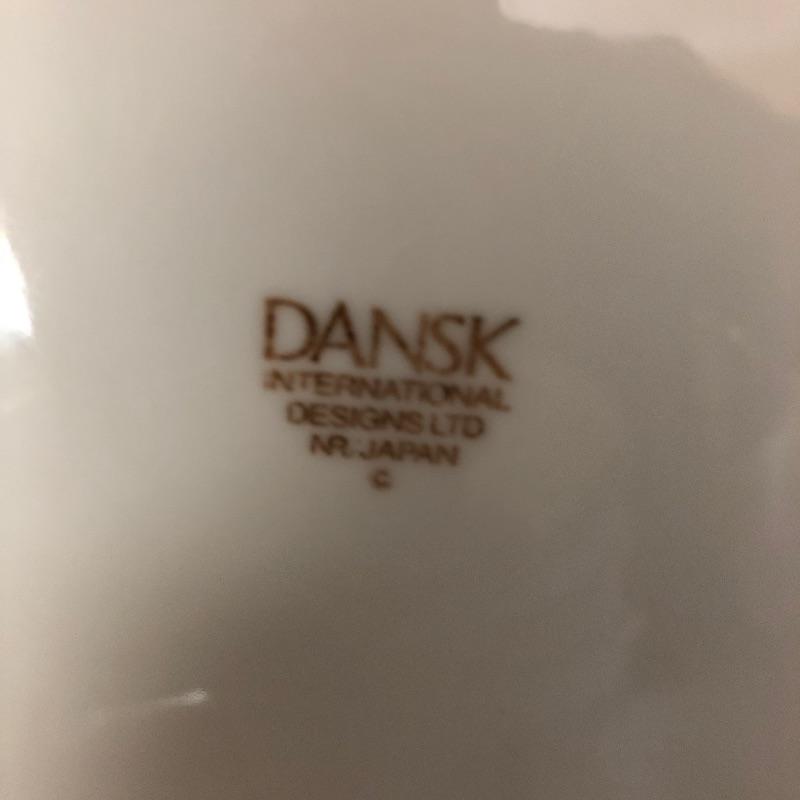 DANSK
INTERNATIONAL
DESIGNS LTD
NR. JAPAN
C